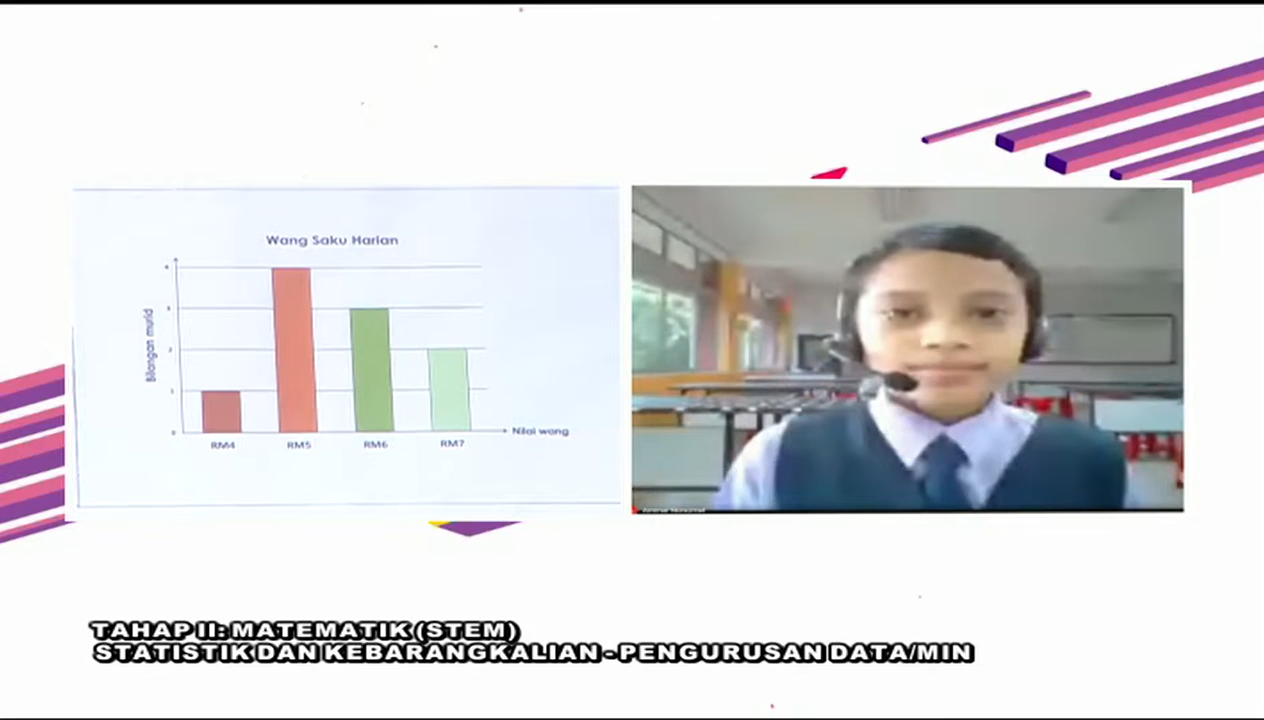 Wang Saku Harian
Bilangan murid
4
3
2
1
0
RM4
RM5
RM6
RM7
Nilai wang
TAHAP II: MATEMATIK (STEM)
STATISTIK DAN KEBARANGKALIAN - PENGURUSAN DATA/MIN